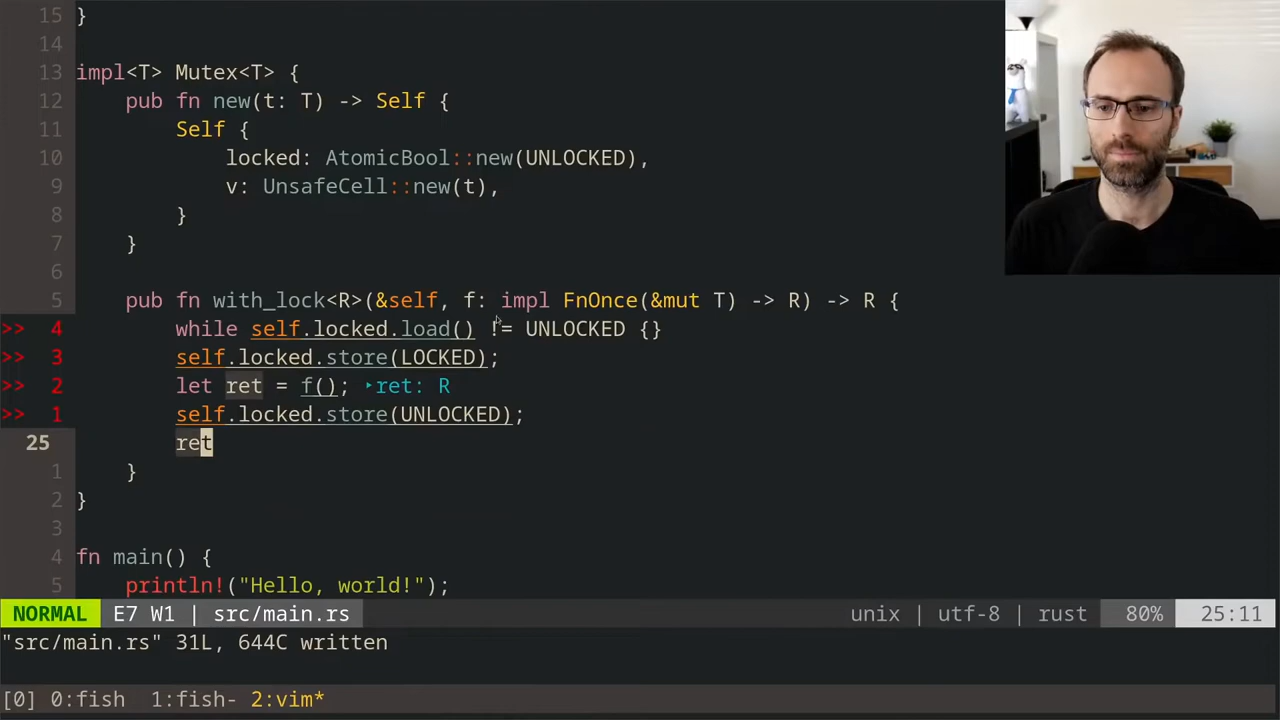 15 }
14
13 impl<T> Mutex<T> {
12     pub fn new(t: T) -> Self {
11         Self {
10             locked: AtomicBool::new(UNLOCKED),
9             v: UnsafeCell::new(t),
8         }
7     }
6
5     pub fn with_lock<R>(&self, f: impl FnOnce(&mut T) -> R) -> R {
>> 4         while self.locked.load() != UNLOCKED {}
>> 3         self.locked.store(LOCKED);
>> 2         let ret = f(); ‣ret: R
>> 1         self.locked.store(UNLOCKED);
25         ret
1     }
2 }
3
4 fn main() {
5     println!("Hello, world!");
NORMAL E7 W1 | src/main.rs unix | utf-8 | rust 80% 25:11
"src/main.rs" 31L, 644C written
[0] 0:fish 1:fish- 2:vim*